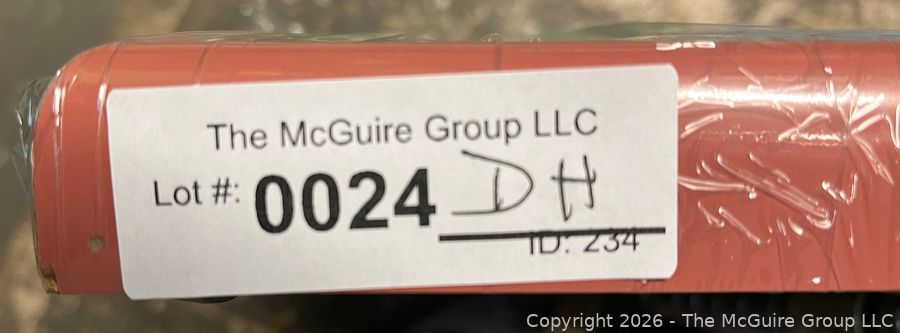 The McGuire Group LLC
Lot #: 0024 DH
ID: 234
Copyright 2026 - The McGuire Group LLC